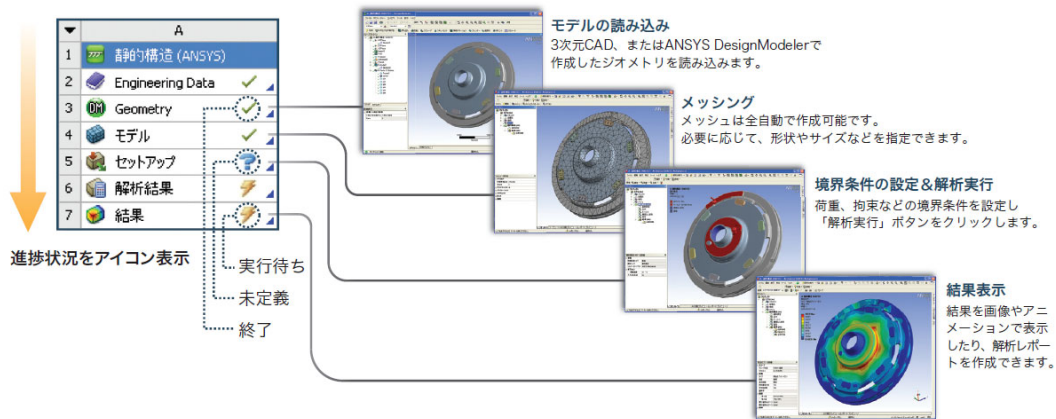 A
1 静的構造 (ANSYS)
2 Engineering Data
3 DM Geometry
4 モデル
5 セットアップ
6 解析結果
7 結果
進捗状況をアイコン表示
実行待ち
未定義
終了
モデルの読み込み
3次元CAD、またはANSYS DesignModelerで
作成したジオメトリを読み込みます。
メッシング
メッシュは全自動で作成可能です。
必要に応じて、形状やサイズなどを指定できます。
境界条件の設定&解析実行
荷重、拘束などの境界条件を設定し
「解析実行」ボタンをクリックします。
結果表示
結果を画像やアニ
メーションで表示
したり、解析レポー
トを作成できます。